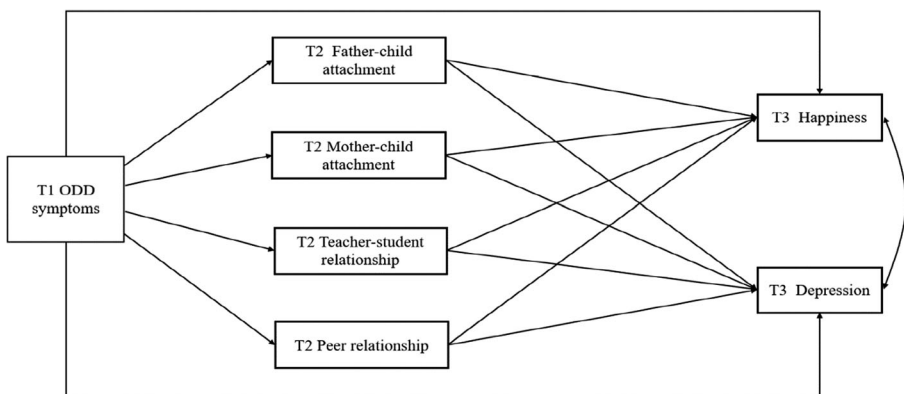 T2 Father-child
attachment
T3 Happiness
T2 Mother-child
attachment
T1 ODD
symptoms
T2 Teacher-student
relationship
T3 Depression
T2 Peer relationship